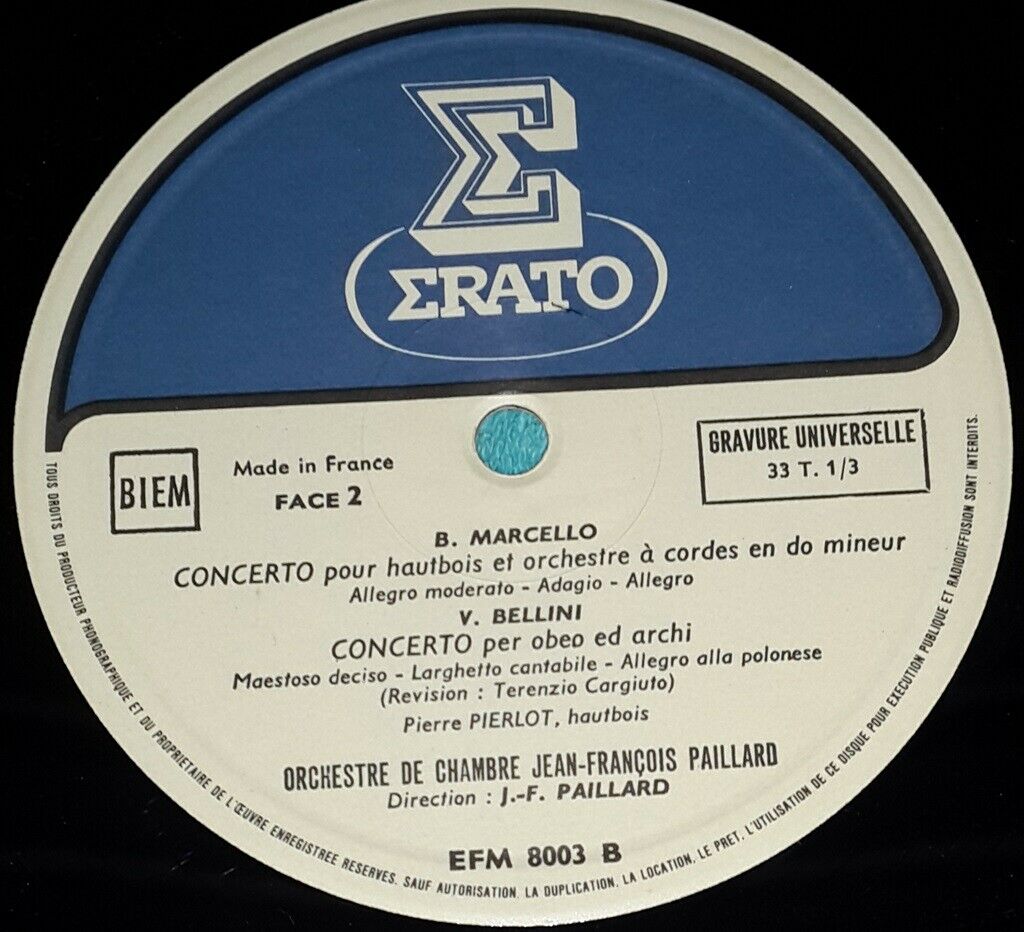 Σ
ΣRATO
BIEM
Made in France
FACE 2
GRAVURE UNIVERSELLE
33 T. 1/3
B. MARCELLO
CONCERTO pour hautbois et orchestre à cordes en do mineur
Allegro moderato - Adagio - Allegro
V. BELLINI
CONCERTO per obeo ed archi
Maestoso deciso - Larghetto cantabile - Allegro alla polonese
(Revision : Terenzio Cargiuto)
Pierre PIERLOT, hautbois
ORCHESTRE DE CHAMBRE JEAN-FRANÇOIS PAILLARD
Direction : J.-F. PAILLARD
EFM 8003 B
TOUS DROITS DU PRODUCTEUR PHONOGRAPHIQUE ET DU PROPRIETAIRE DE L'ŒUVRE ENREGISTREE RESERVES. SAUF AUTORISATION. LA DUPLICATION. LA LOCATION. LE PRET. L'UTILISATION DE CE DISQUE POUR EXECUTION PUBLIQUE ET RADIODIFFUSION SONT INTERDITS.